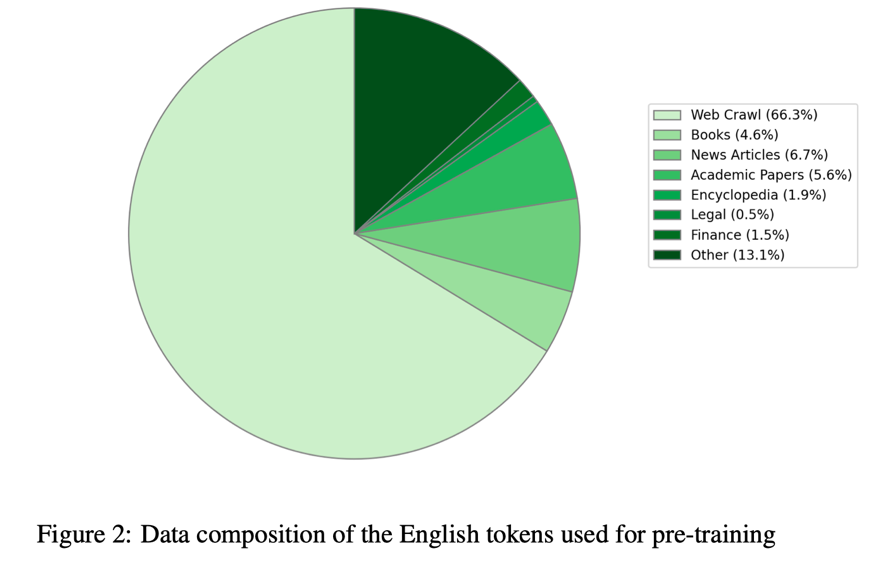 Web Crawl (66.3%)
Books (4.6%)
News Articles (6.7%)
Academic Papers (5.6%)
Encyclopedia (1.9%)
Legal (0.5%)
Finance (1.5%)
Other (13.1%)
Figure 2: Data composition of the English tokens used for pre-training